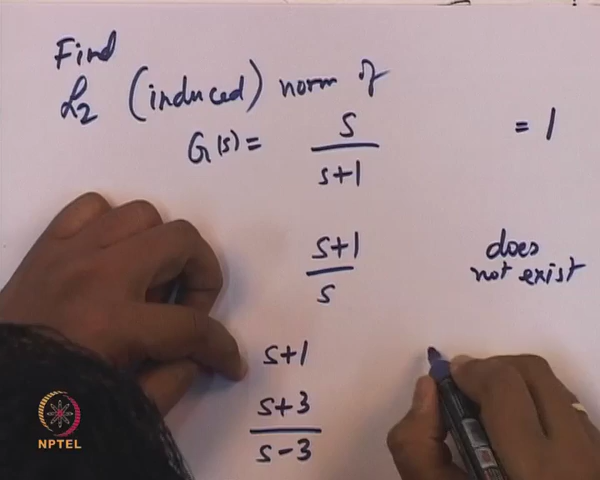 Find
L2 (induced) norm of
G(s) = s/s+1 = 1
s+1/s does
not exist
s+1
s+3/s-3
NPTEL